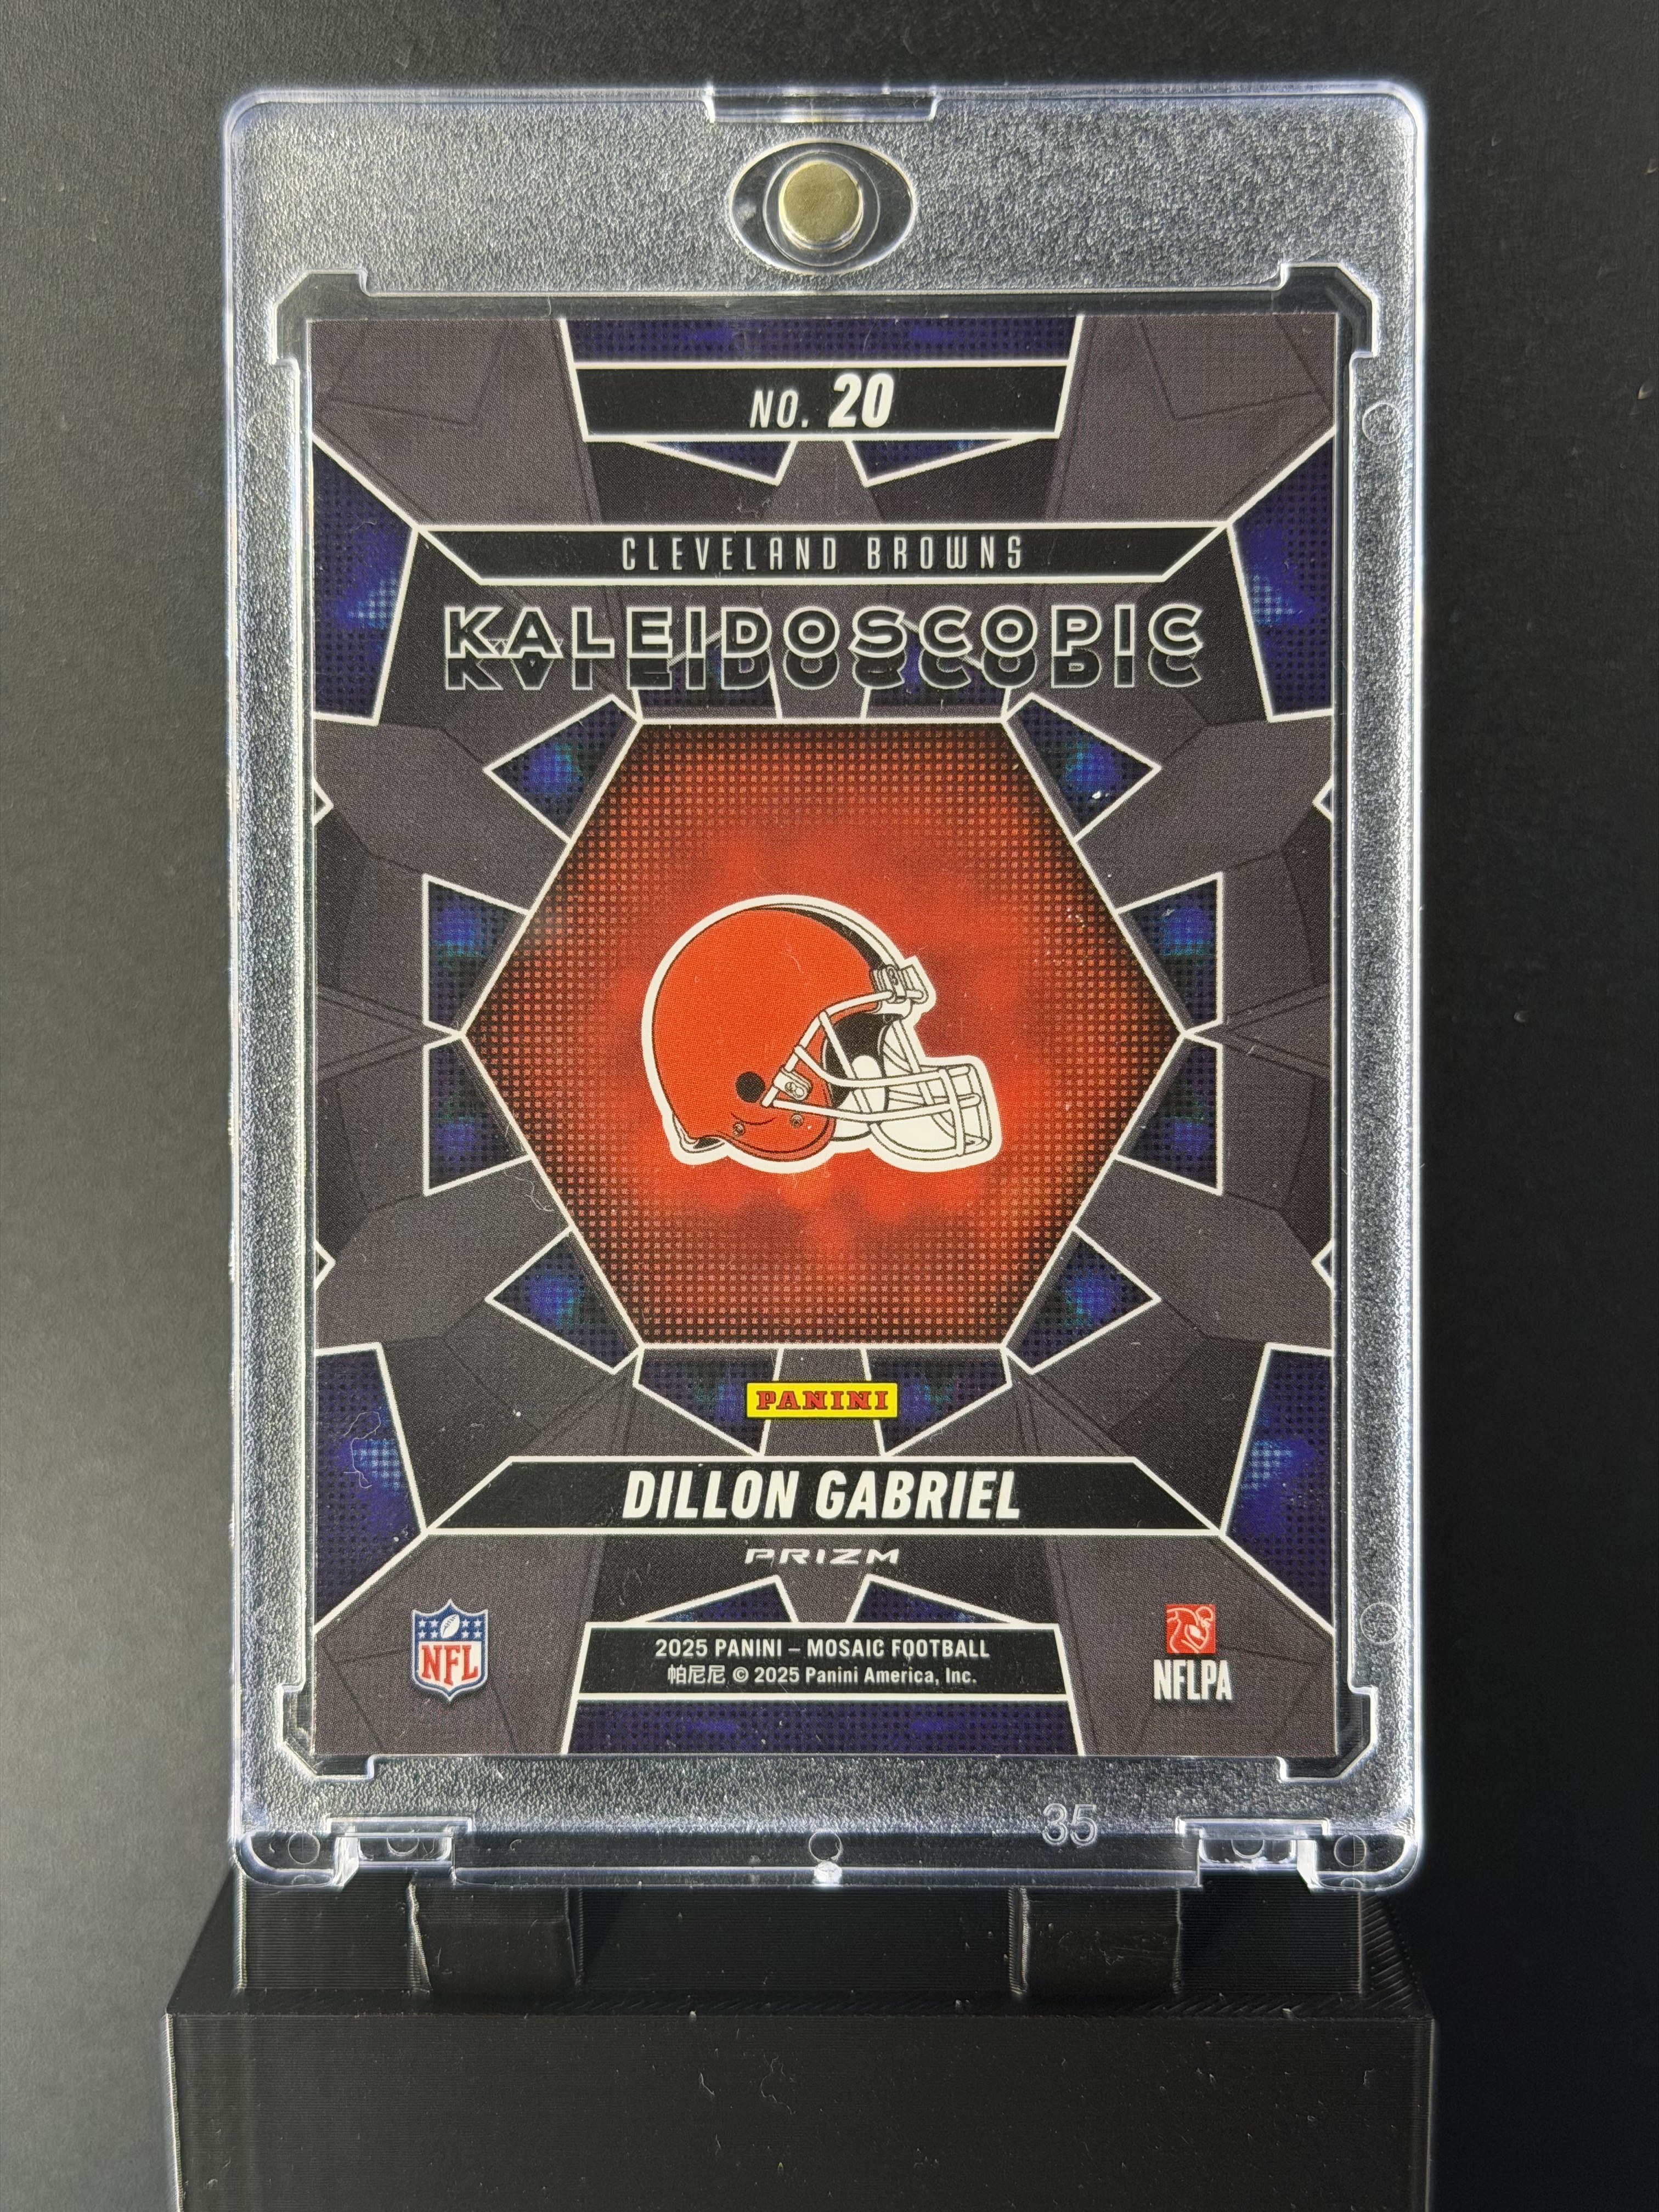 NO. 20
CLEVELAND BROWNS
KALEIDOSCOPIC
PANINI
DILLON GABRIEL
PRIZM
NFL
2025 PANINI – MOSAIC FOOTBALL
帕尼尼 © 2025 Panini America, Inc.
NFLPA
35